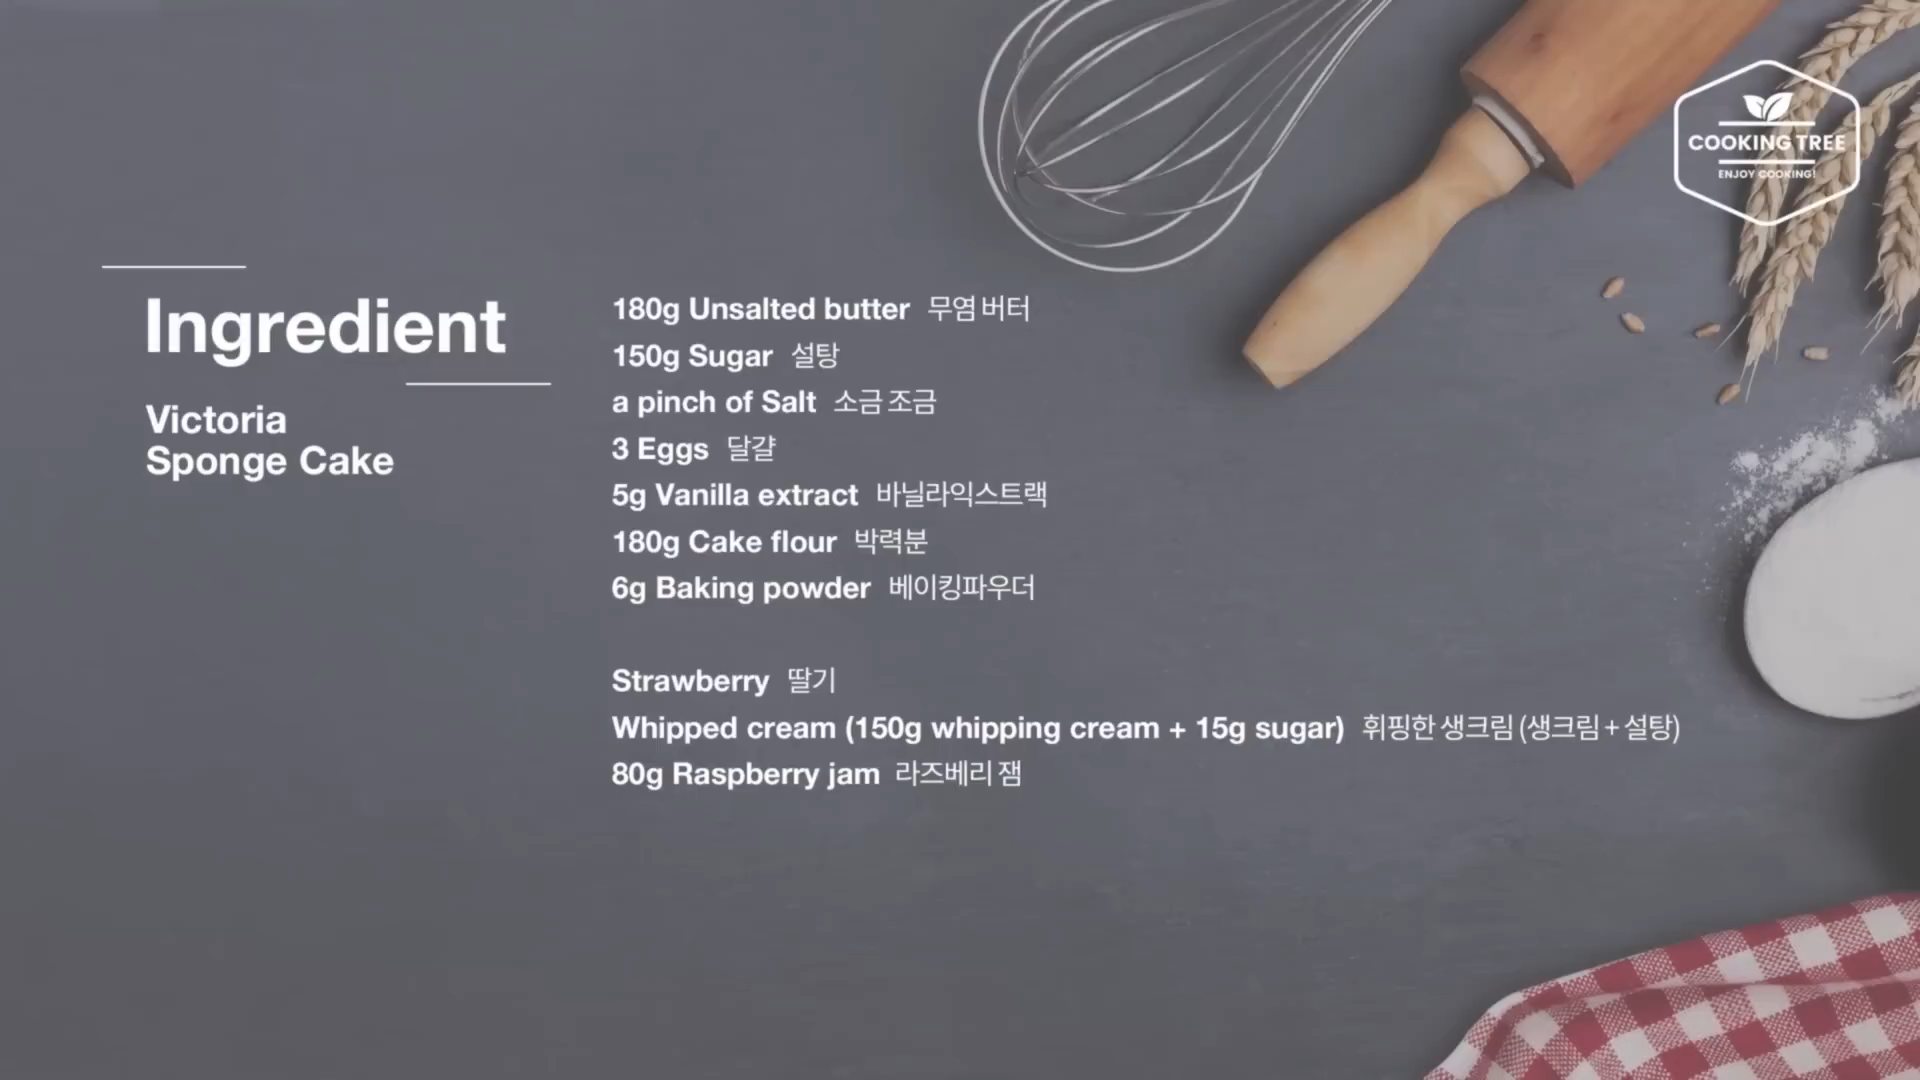 COOKING TREE
ENJOY COOKING!
Ingredient
Victoria
Sponge Cake
180g Unsalted butter 무염 버터
150g Sugar 설탕
a pinch of Salt 소금 조금
3 Eggs 달걀
5g Vanilla extract 바닐라익스트랙
180g Cake flour 박력분
6g Baking powder 베이킹파우더
Strawberry 딸기
Whipped cream (150g whipping cream + 15g sugar) 휘핑한 생크림 (생크림 + 설탕)
80g Raspberry jam 라즈베리 잼